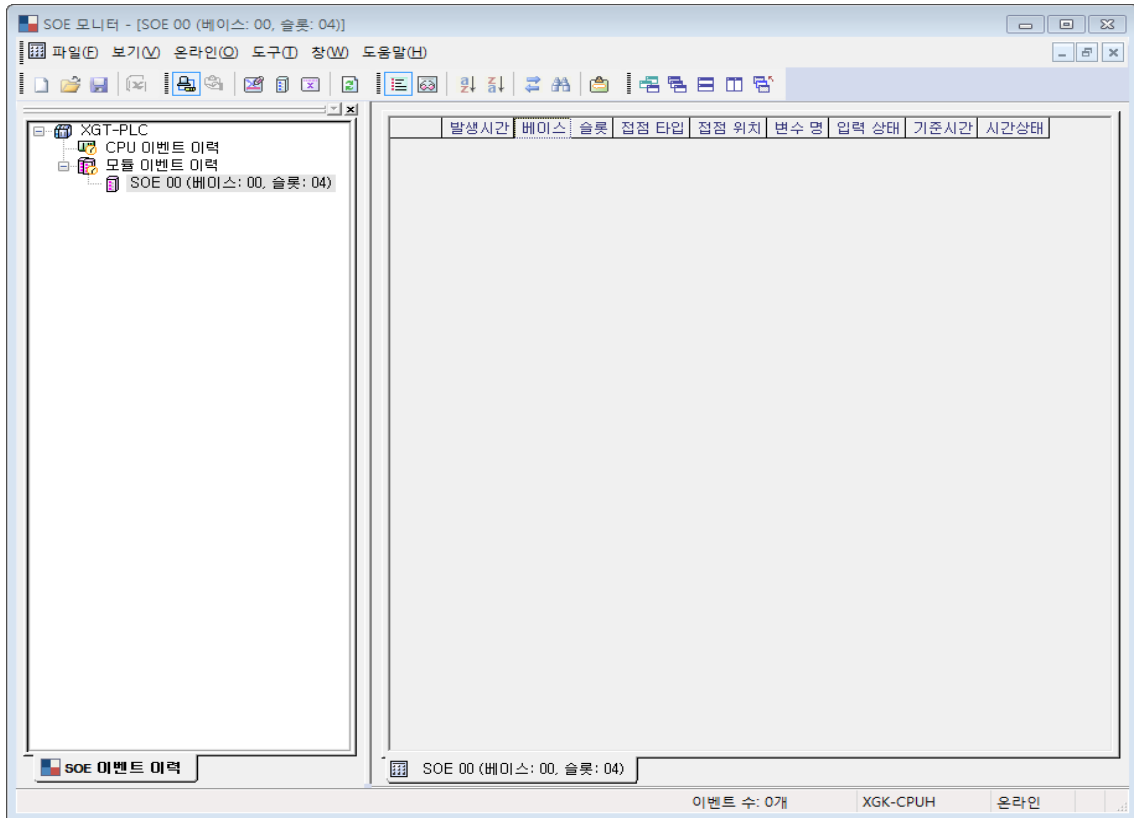 SOE 모니터 - [SOE 00 (베이스: 00, 슬롯: 04)]
파일(F) 보기(V) 온라인(O) 도구(T) 창(W) 도움말(H)
XGT-PLC
CPU 이벤트 이력
모듈 이벤트 이력
SOE 00 (베이스: 00, 슬롯: 04)
발생시간 베이스 슬롯 접점 타입 접점 위치 변수 명 입력 상태 기준시간 시간상태
SOE 이벤트 이력
SOE 00 (베이스: 00, 슬롯: 04)
이벤트 수: 0개 XGK-CPUH 온라인